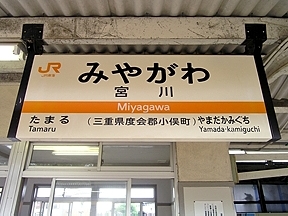 JR
みやがわ
宮川
Miyagawa
たまる
Tamaru
(三重県度会郡小俣町)
やまだかみぐち
Yamada-kamiguchi